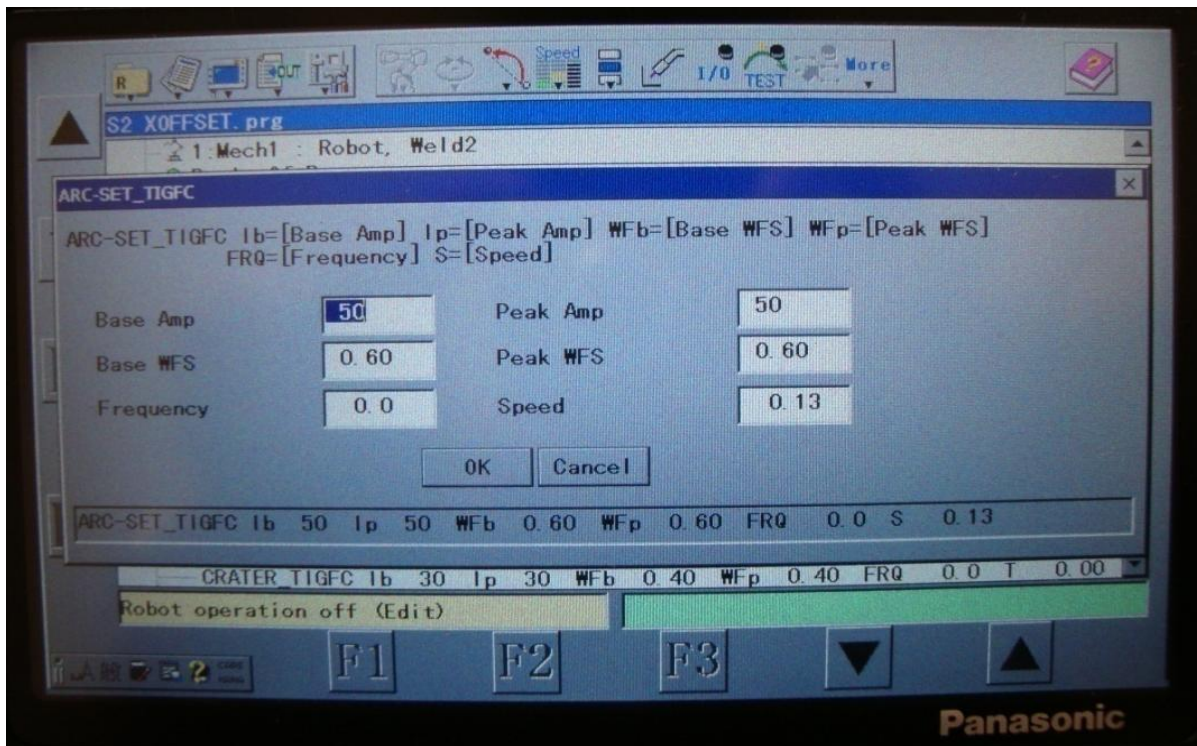 R OUT Speed I/O TEST More
S2 XOFFSET.prg
1:Mech1 : Robot, Weld2
ARC-SET_TIGFC
ARC-SET_TIGFC Ib=[Base Amp] Ip=[Peak Amp] WFb=[Base WFS] WFp=[Peak WFS]
FRQ=[Frequency] S=[Speed]
Base Amp 50 Peak Amp 50
Base WFS 0.60 Peak WFS 0.60
Frequency 0.0 Speed 0.13
OK Cancel
ARC-SET_TIGFC Ib 50 Ip 50 WFb 0.60 WFp 0.60 FRQ 0.0 S 0.13
CRATER_TIGFC Ib 30 Ip 30 WFb 0.40 WFp 0.40 FRQ 0.0 T 0.00
Robot operation off (Edit)
F1 F2 F3
A 般 CAPS
Panasonic